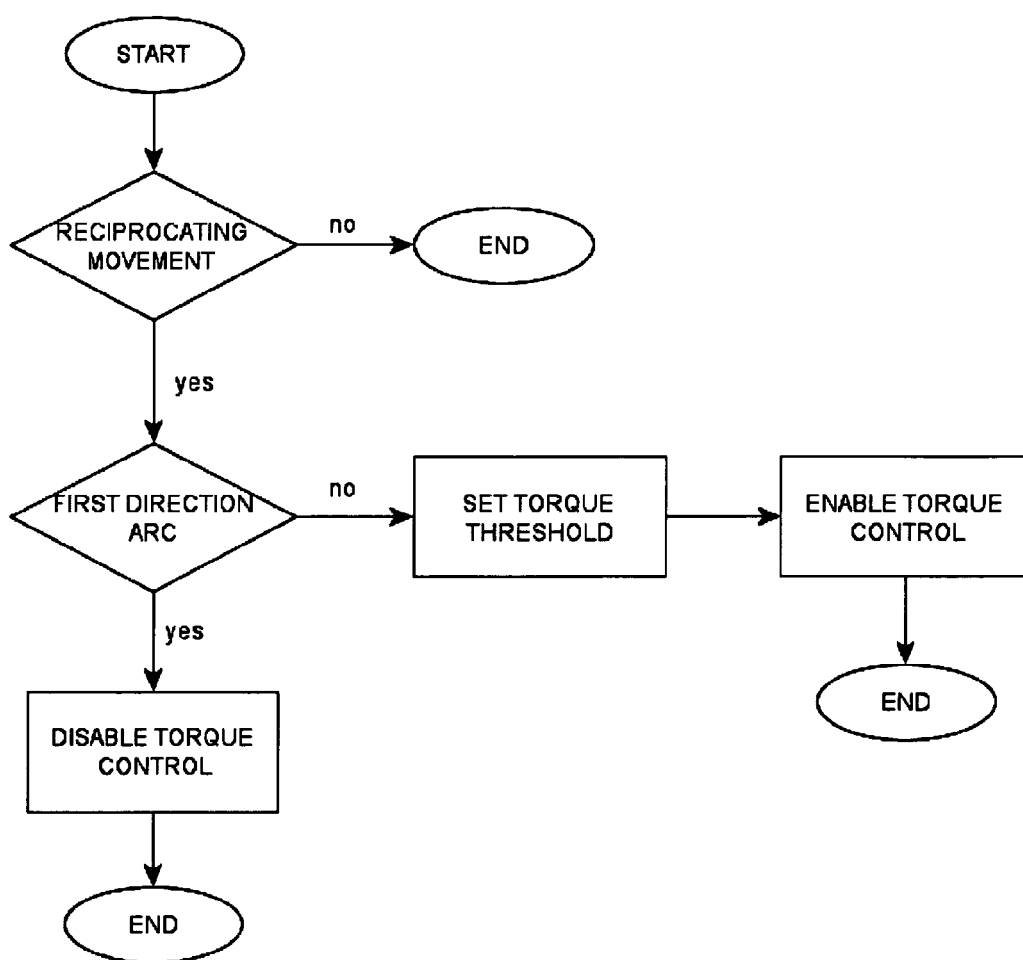 START
RECIPROCATING
MOVEMENT
no
END
yes
FIRST DIRECTION
ARC
no
SET TORQUE
THRESHOLD
ENABLE TORQUE
CONTROL
yes
END
DISABLE TORQUE
CONTROL
END